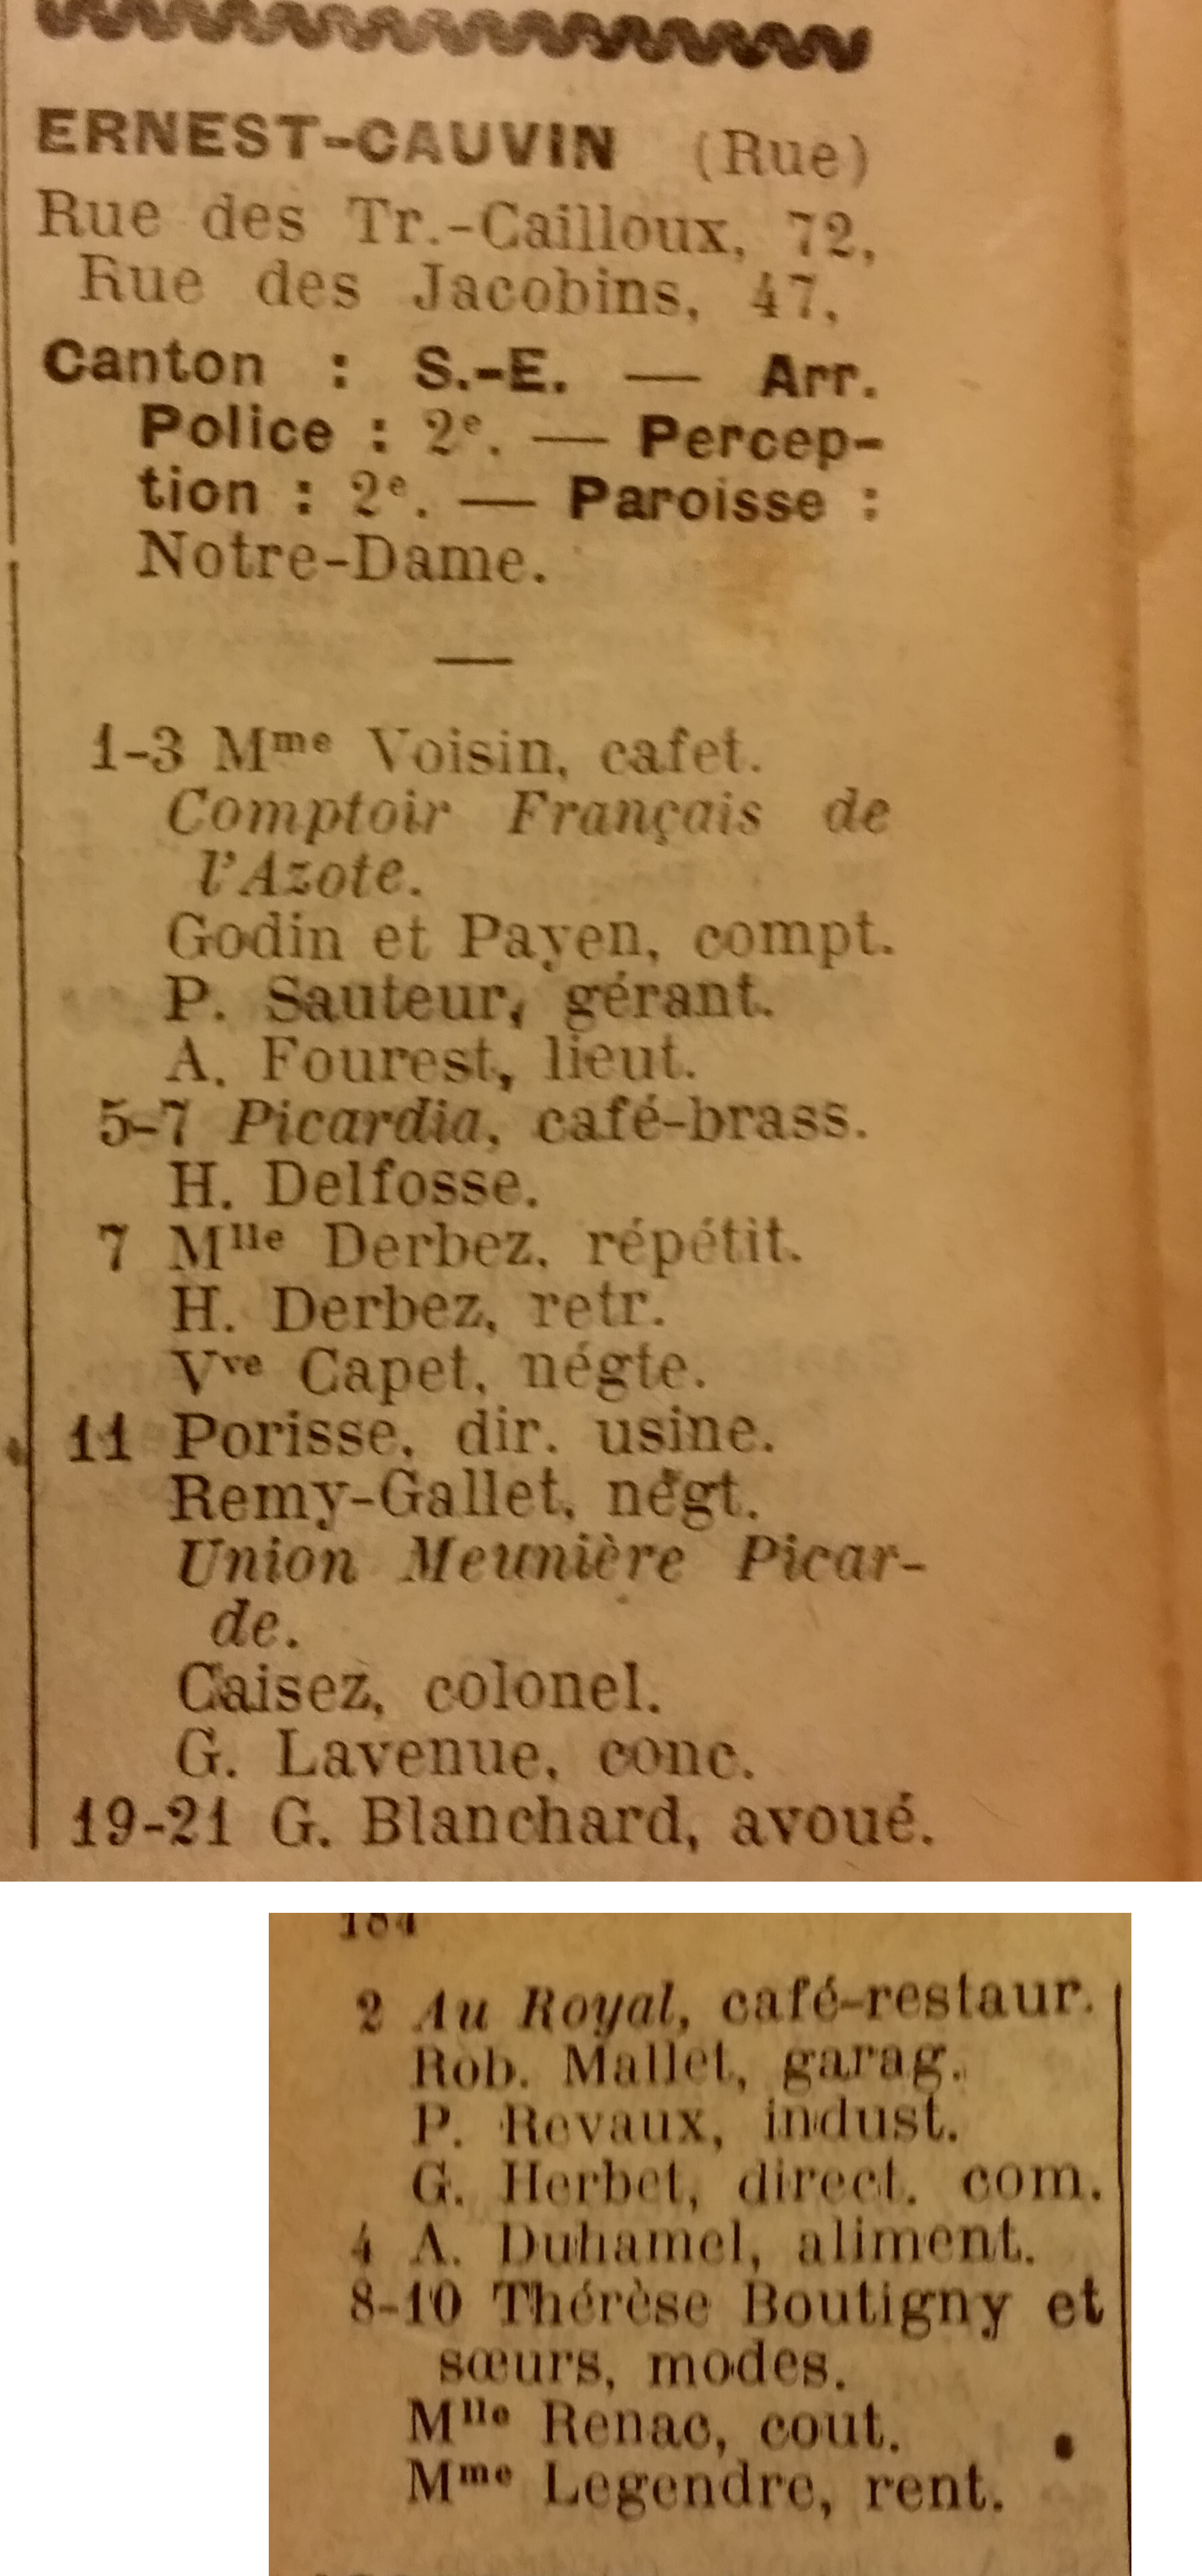 ERNEST-CAUVIN (Rue)
Rue des Tr.-Cailloux, 72,
Rue des Jacobins, 47,
Canton : S.-E. — Arr.
Police : 2e. — Percep-
tion : 2e. — Paroisse :
Notre-Dame.
—
1-3 Mme Voisin, cafet.
Comptoir Français de
l'Azote.
Godin et Payen, compt.
P. Sauteur, gérant.
A. Fourest, lieut.
5-7 Picardia, café-brass.
H. Delfosse.
7 Mlle Derbez, répétit.
H. Derbez, retr.
Vve Capet, négte.
11 Porisse, dir. usine.
Remy-Gallet, négt.
Union Meunière Picar-
de.
Caisez, colonel.
G. Lavenue, conc.
19-21 G. Blanchard, avoué.
184
2 Au Royal, café-restaur.
Rob. Mallet, garag.
P. Revaux, indust.
G. Herbet, direct. com.
4 A. Duhamel, aliment.
8-10 Thérèse Boutigny et
sœurs, modes.
Mlle Renac, cout.
Mme Legendre, rent.